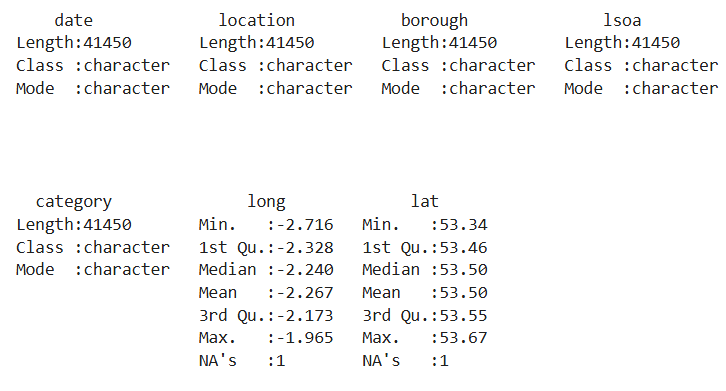 date location borough lsoa
Length:41450 Length:41450 Length:41450 Length:41450
Class :character Class :character Class :character Class :character
Mode :character Mode :character Mode :character Mode :character
category long lat
Length:41450 Min. :-2.716 Min. :53.34
Class :character 1st Qu.:-2.328 1st Qu.:53.46
Mode :character Median :-2.240 Median :53.50
Mean :-2.267 Mean :53.50
3rd Qu.:-2.173 3rd Qu.:53.55
Max. :-1.965 Max. :53.67
NA's :1 NA's :1